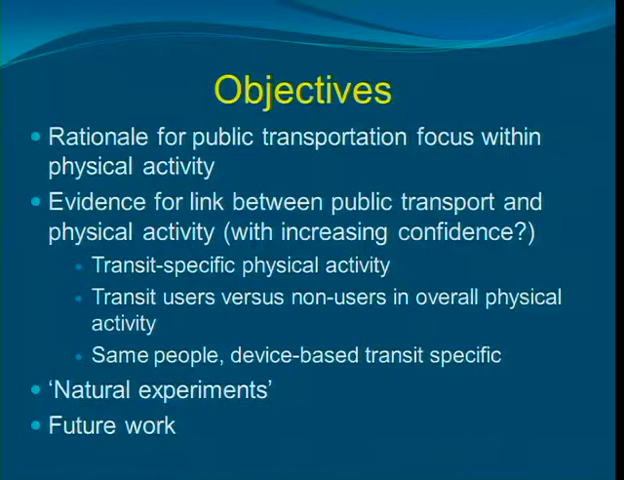 Objectives
• Rationale for public transportation focus within
physical activity
• Evidence for link between public transport and
physical activity (with increasing confidence?)
• Transit-specific physical activity
• Transit users versus non-users in overall physical
activity
• Same people, device-based transit specific
• ‘Natural experiments’
• Future work